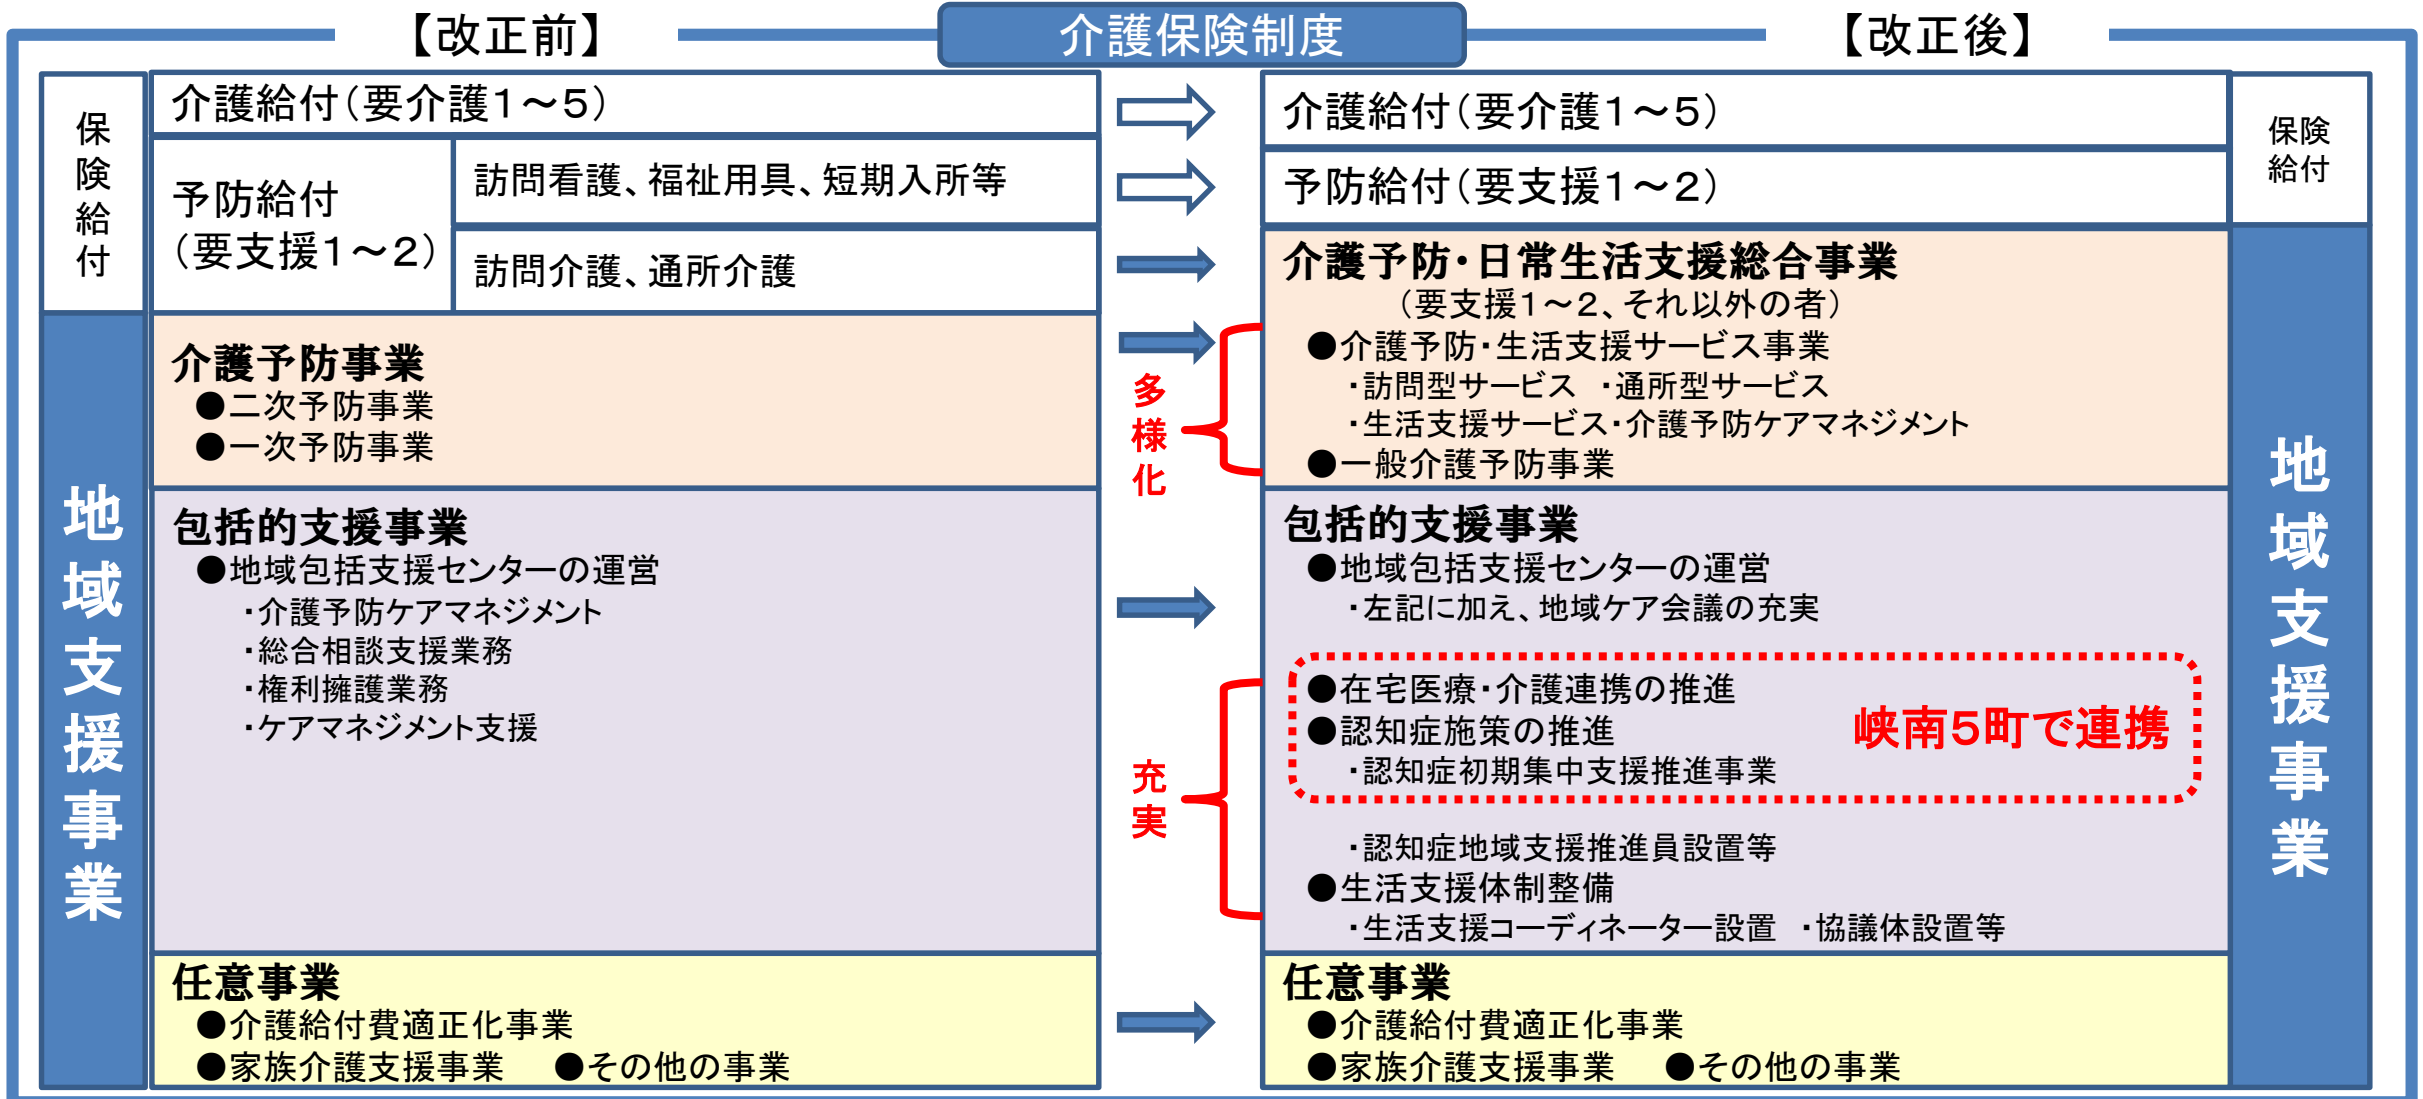 【改正前】
介護保険制度
【改正後】
保険給付
介護給付（要介護１～５）
予防給付
（要支援１～２）
訪問看護、福祉用具、短期入所等
訪問介護、通所介護
地域支援事業
介護予防事業
●二次予防事業
●一次予防事業
包括的支援事業
●地域包括支援センターの運営
・介護予防ケアマネジメント
・総合相談支援業務
・権利擁護業務
・ケアマネジメント支援
任意事業
●介護給付費適正化事業
●家族介護支援事業　●その他の事業
多様化
充実
介護給付（要介護１～５）
予防給付（要支援１～２）
保険
給付
介護予防・日常生活支援総合事業
（要支援１～２、それ以外の者）
●介護予防・生活支援サービス事業
・訪問型サービス　・通所型サービス
・生活支援サービス・介護予防ケアマネジメント
●一般介護予防事業
包括的支援事業
●地域包括支援センターの運営
・左記に加え、地域ケア会議の充実
●在宅医療・介護連携の推進
●認知症施策の推進
・認知症初期集中支援推進事業
峡南５町で連携
・認知症地域支援推進員設置等
●生活支援体制整備
・生活支援コーディネーター設置　・協議体設置等
任意事業
●介護給付費適正化事業
●家族介護支援事業　●その他の事業
地域支援事業